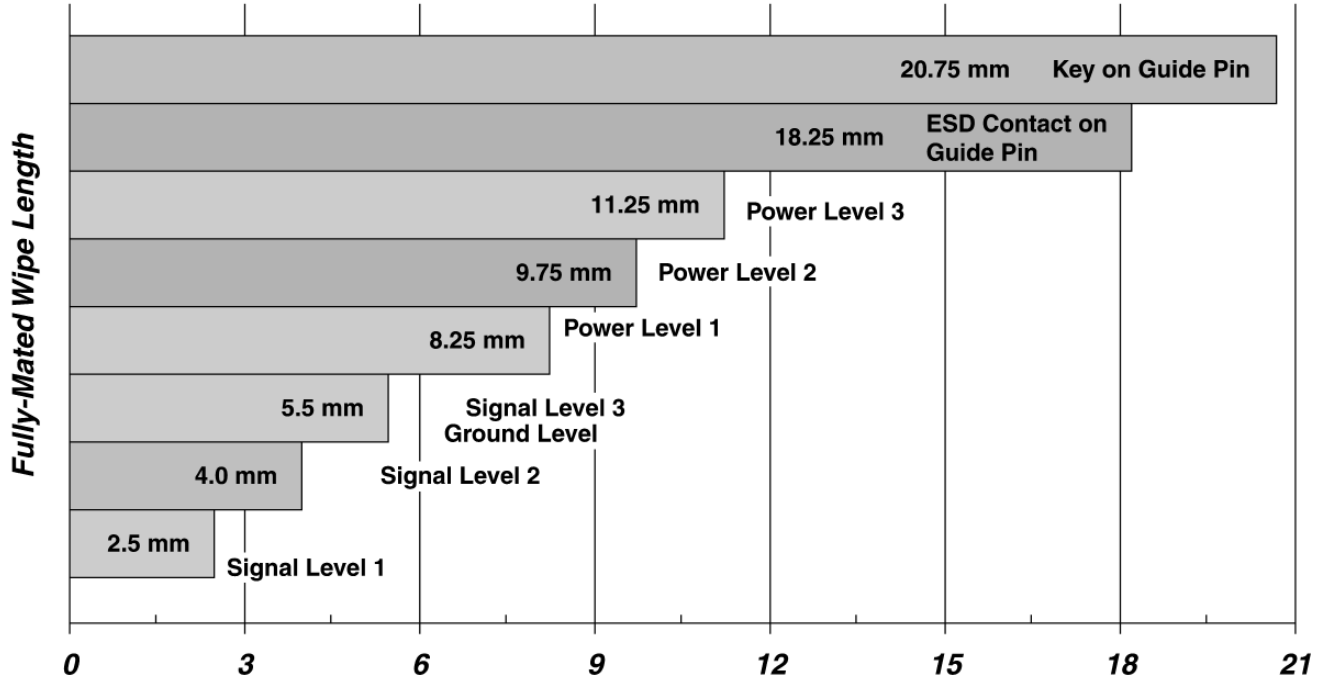 Fully-Mated Wipe Length
20.75 mm Key on Guide Pin
18.25 mm ESD Contact on
Guide Pin
11.25 mm Power Level 3
9.75 mm Power Level 2
8.25 mm Power Level 1
5.5 mm Signal Level 3
Ground Level
4.0 mm Signal Level 2
2.5 mm Signal Level 1
0 3 6 9 12 15 18 21